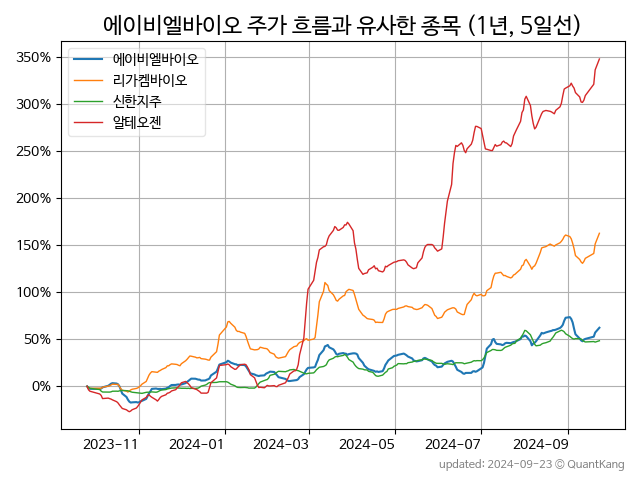 에이비엘바이오 주가 흐름과 유사한 종목 (1년, 5일선)
350%
300%
250%
200%
150%
100%
50%
0%
에이비엘바이오
리가켐바이오
신한지주
알테오젠
2023-11
2024-01
2024-03
2024-05
2024-07
2024-09
updated: 2024-09-23 © QuantKang